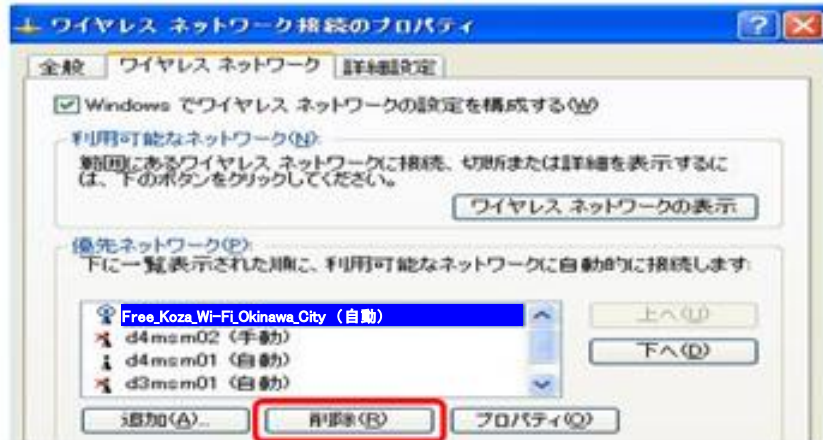 ワイヤレス ネットワーク接続のプロパティ
全般 ワイヤレス ネットワーク 詳細設定
Windows でワイヤレス ネットワークの設定を構成する(W)
利用可能なネットワーク(N):
範囲にあるワイヤレス ネットワークに接続、切断または詳細を表示するに
は、下のボタンをクリックしてください。
ワイヤレス ネットワークの表示
優先ネットワーク(P):
下に一覧表示された順に、利用可能なネットワークに自動的に接続します:
Free_Koza_Wi-Fi_Okinawa_City (自動)
上へ(U)
d4msm02 (手動)
d4msm01 (自動)
下へ(D)
d3msm01 (自動)
追加(A)... 削除(R) プロパティ(O)